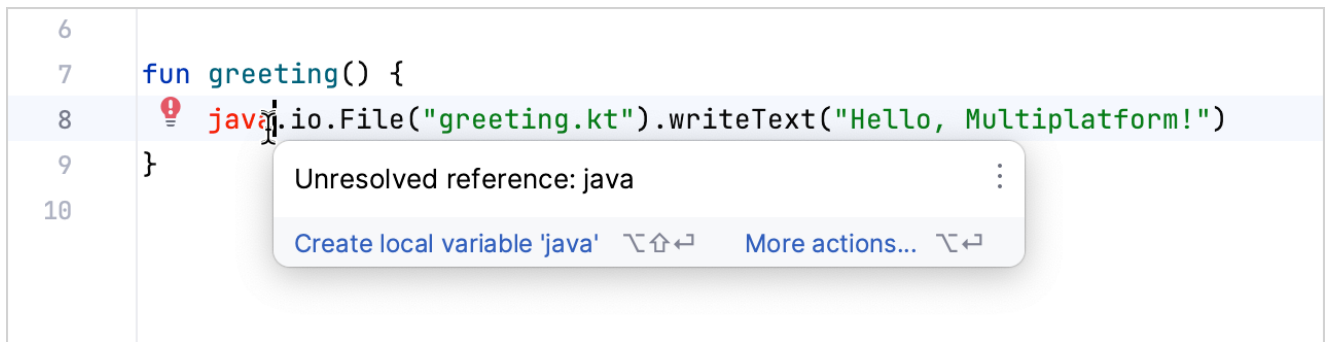 6
7 fun greeting() {
8 java.io.File("greeting.kt").writeText("Hello, Multiplatform!")
9 }
10
Unresolved reference: java
Create local variable 'java' ⌥⇧⏎ More actions... ⌥⏎